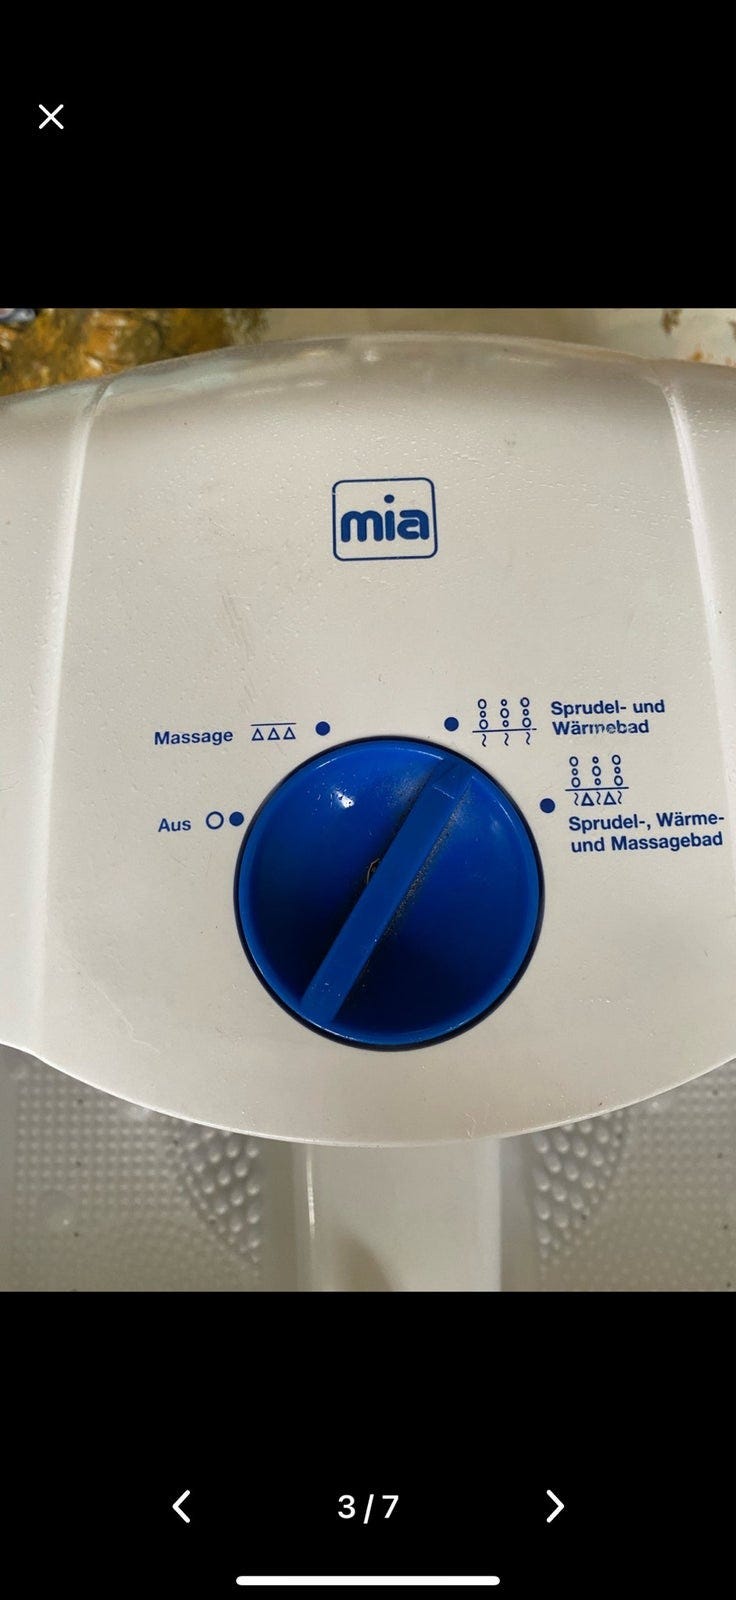 mia
Massage
Sprudel- und
Wärmebad
Aus
Sprudel-, Wärme-
und Massagebad
3 / 7